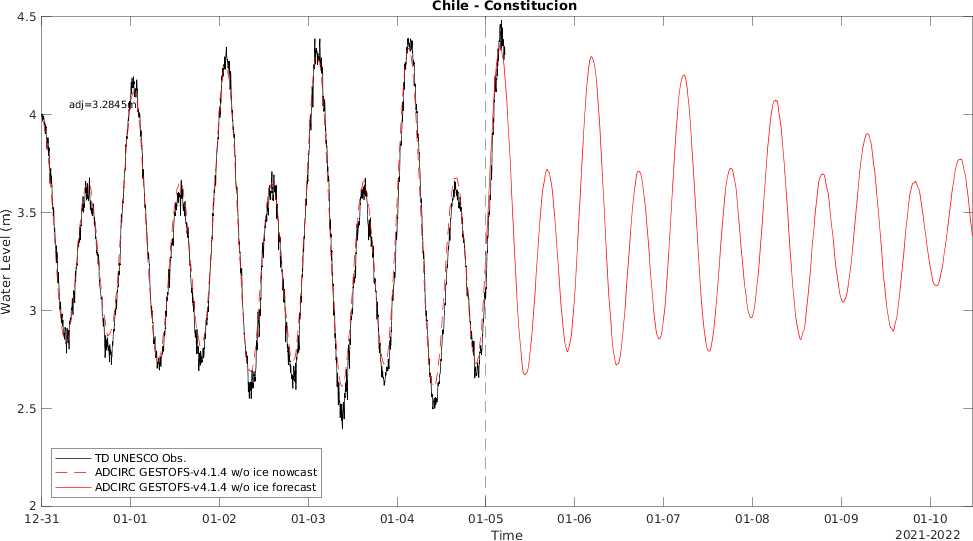 Chile - Constitucion
4.5
4
3.5
3
2.5
2
Water Level (m)
adj=3.2845m
TD UNESCO Obs.
ADCIRC GESTOFS-v4.1.4 w/o ice nowcast
ADCIRC GESTOFS-v4.1.4 w/o ice forecast
12-31 01-01 01-02 01-03 01-04 01-05 01-06 01-07 01-08 01-09 01-10
Time
2021-2022